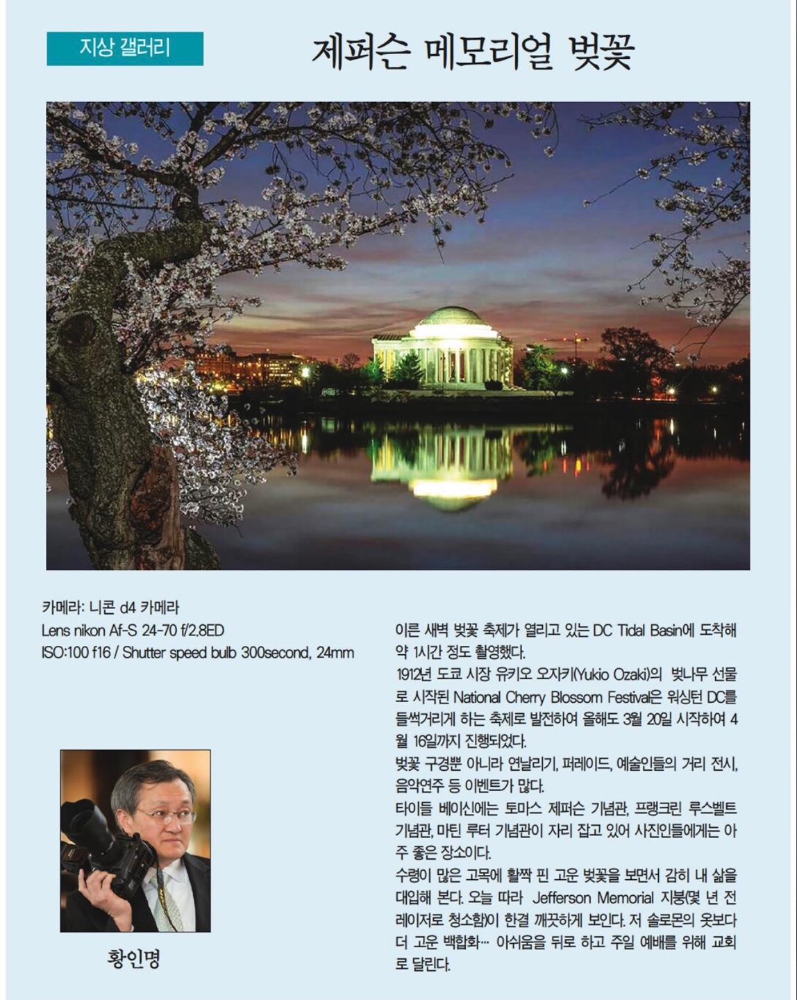 지상 갤러리
제퍼슨 메모리얼 벚꽃
카메라: 니콘 d4 카메라
Lens nikon Af-S 24-70 f/2.8ED
ISO:100 f16 / Shutter speed bulb 300second, 24mm
황인명
이른 새벽 벚꽃 축제가 열리고 있는 DC Tidal Basin에 도착해
약 1시간 정도 촬영했다.
1912년 도쿄 시장 유키오 오자키(Yukio Ozaki)의 벚나무 선물
로 시작된 National Cherry Blossom Festival은 워싱턴 DC를
들썩거리게 하는 축제로 발전하여 올해도 3월 20일 시작하여 4
월 16일까지 진행되었다.
벚꽃 구경뿐 아니라 연날리기, 퍼레이드, 예술인들의 거리 전시,
음악연주 등 이벤트가 많다.
타이들 베이신에는 토마스 제퍼슨 기념관, 프랭크린 루스벨트
기념관, 마틴 루터 기념관이 자리 잡고 있어 사진인들에게는 아
주 좋은 장소이다.
수령이 많은 고목에 활짝 핀 고운 벚꽃을 보면서 감히 내 삶을
대입해 본다. 오늘 따라 Jefferson Memorial 지붕(몇 년 전
레이저로 청소함)이 한결 깨끗하게 보인다. 저 솔로몬의 옷보다
더 고운 백합화… 아쉬움을 뒤로 하고 주일 예배를 위해 교회
로 달린다.